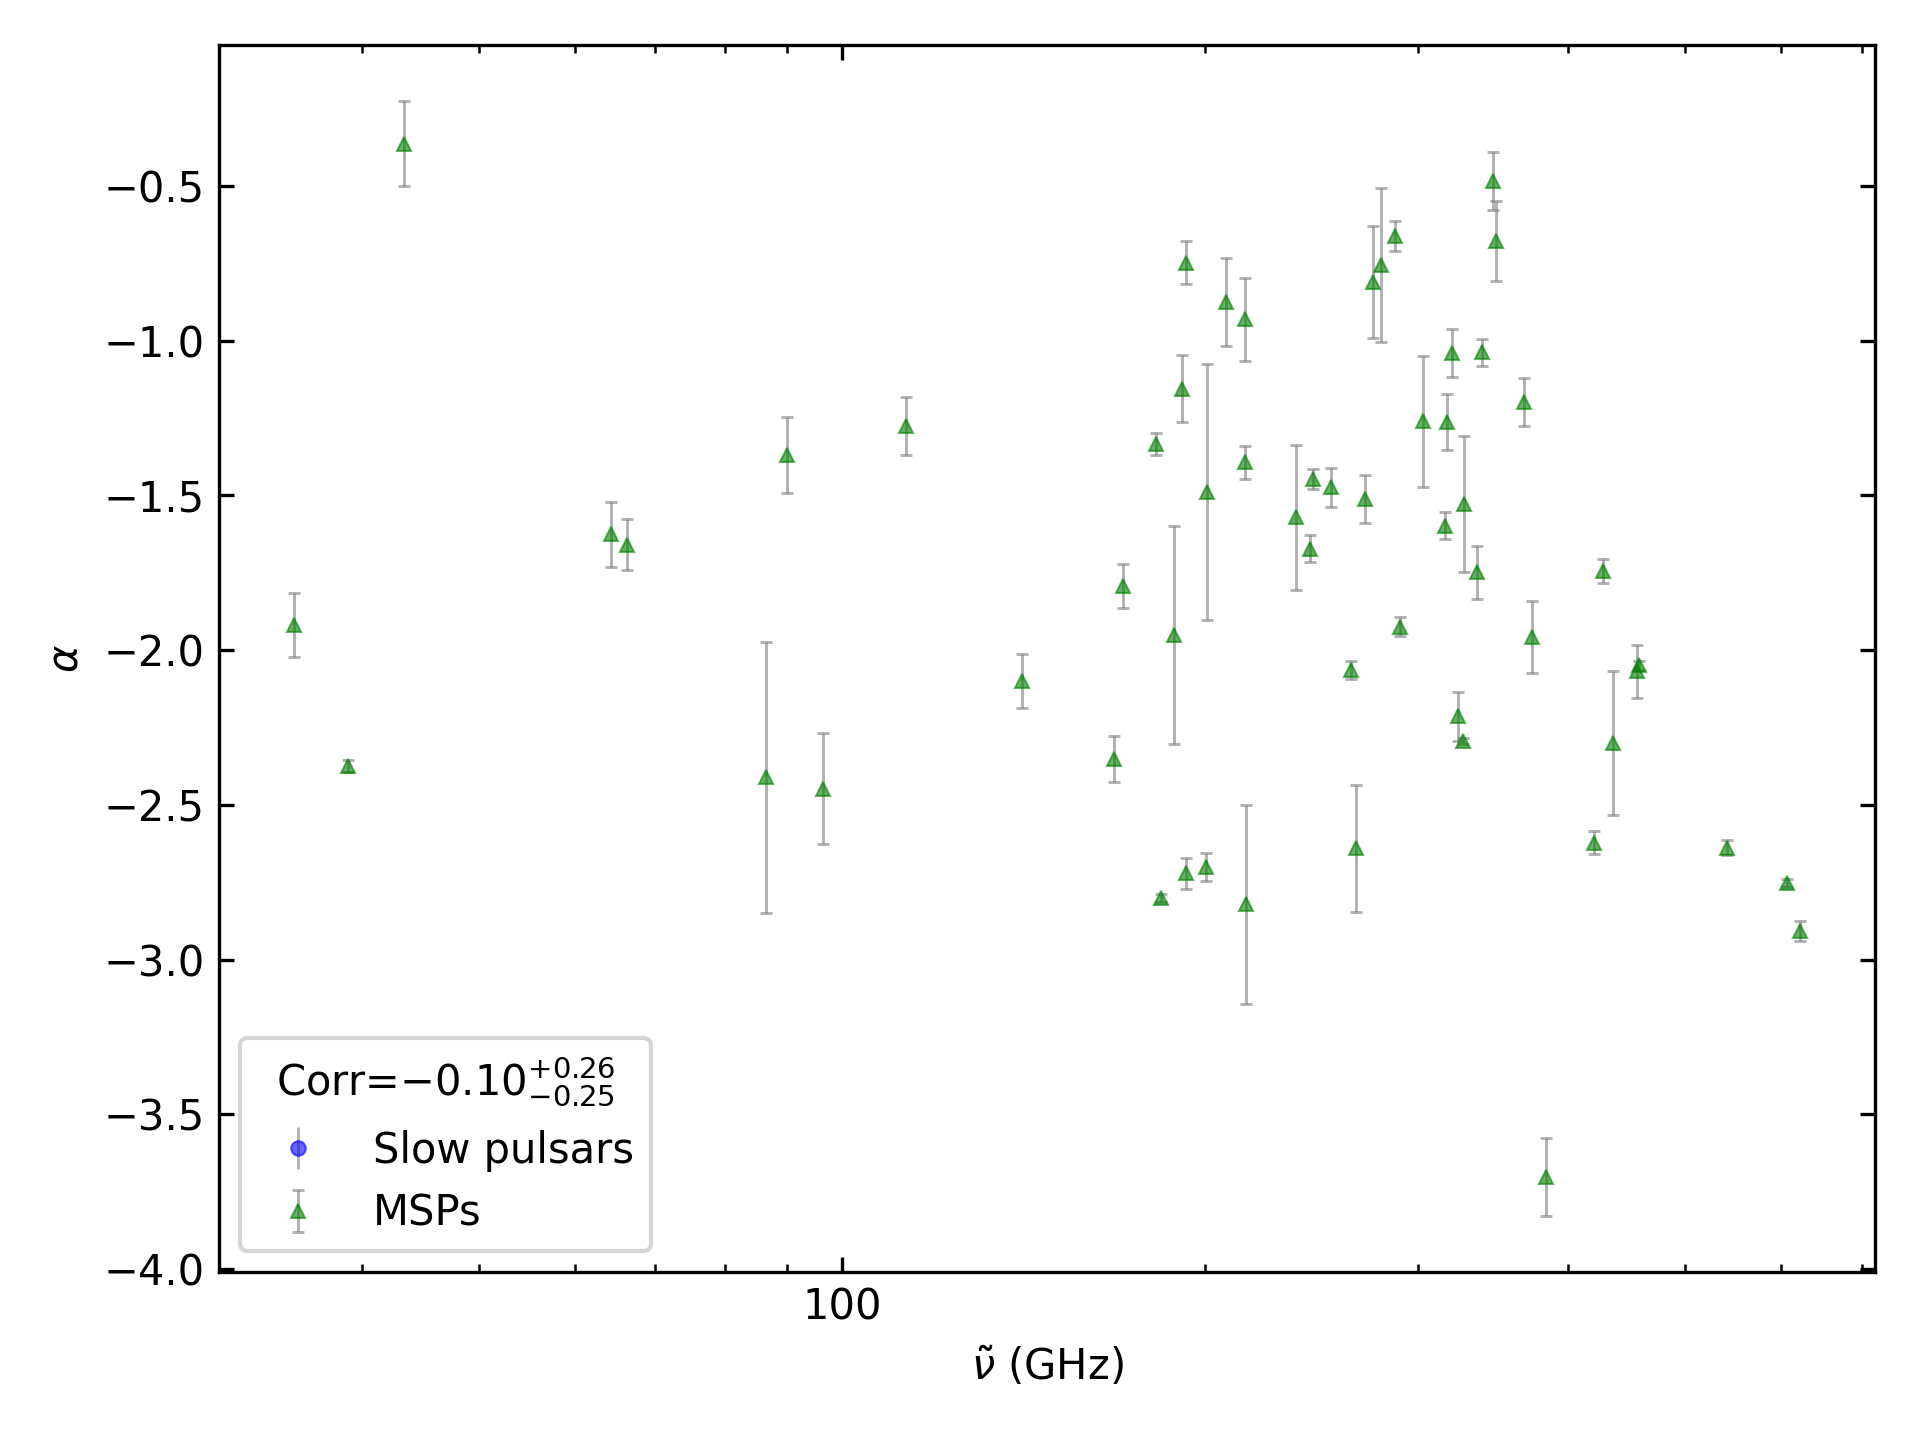 −0.5
−1.0
−1.5
−2.0
−2.5
−3.0
−3.5
−4.0
α
Corr=−0.10 +0.26 −0.25
Slow pulsars
MSPs
100
ν̃ (GHz)